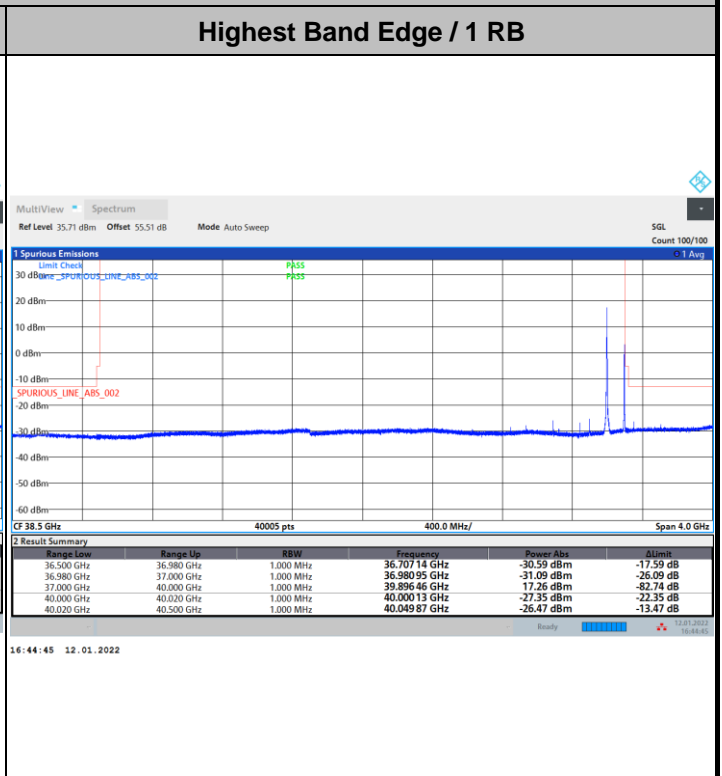 Highest Band Edge / 1 RB
MultiView Spectrum
Ref Level 35.71 dBm Offset 55.51 dB Mode Auto Sweep SGL
Count 100/100
1 Spurious Emissions 1 Avg
Limit Check PASS
30 dBm Line _SPURIOUS_LINE_ABS_002 PASS
20 dBm
10 dBm
0 dBm
-10 dBm
_SPURIOUS_LINE_ABS_002
-20 dBm
-30 dBm
-40 dBm
-50 dBm
-60 dBm
CF 38.5 GHz 40005 pts 400.0 MHz/ Span 4.0 GHz
2 Result Summary
Range Low Range Up RBW Frequency Power Abs ΔLimit
36.500 GHz 36.980 GHz 1.000 MHz 36.707 14 GHz -30.59 dBm -17.59 dB
36.980 GHz 37.000 GHz 1.000 MHz 36.980 95 GHz -31.09 dBm -26.09 dB
37.000 GHz 40.000 GHz 1.000 MHz 39.896 46 GHz 17.26 dBm -82.74 dB
40.000 GHz 40.020 GHz 1.000 MHz 40.000 13 GHz -27.35 dBm -22.35 dB
40.020 GHz 40.500 GHz 1.000 MHz 40.049 87 GHz -26.47 dBm -13.47 dB
Ready 12.01.2022
16:44:45
16:44:45 12.01.2022